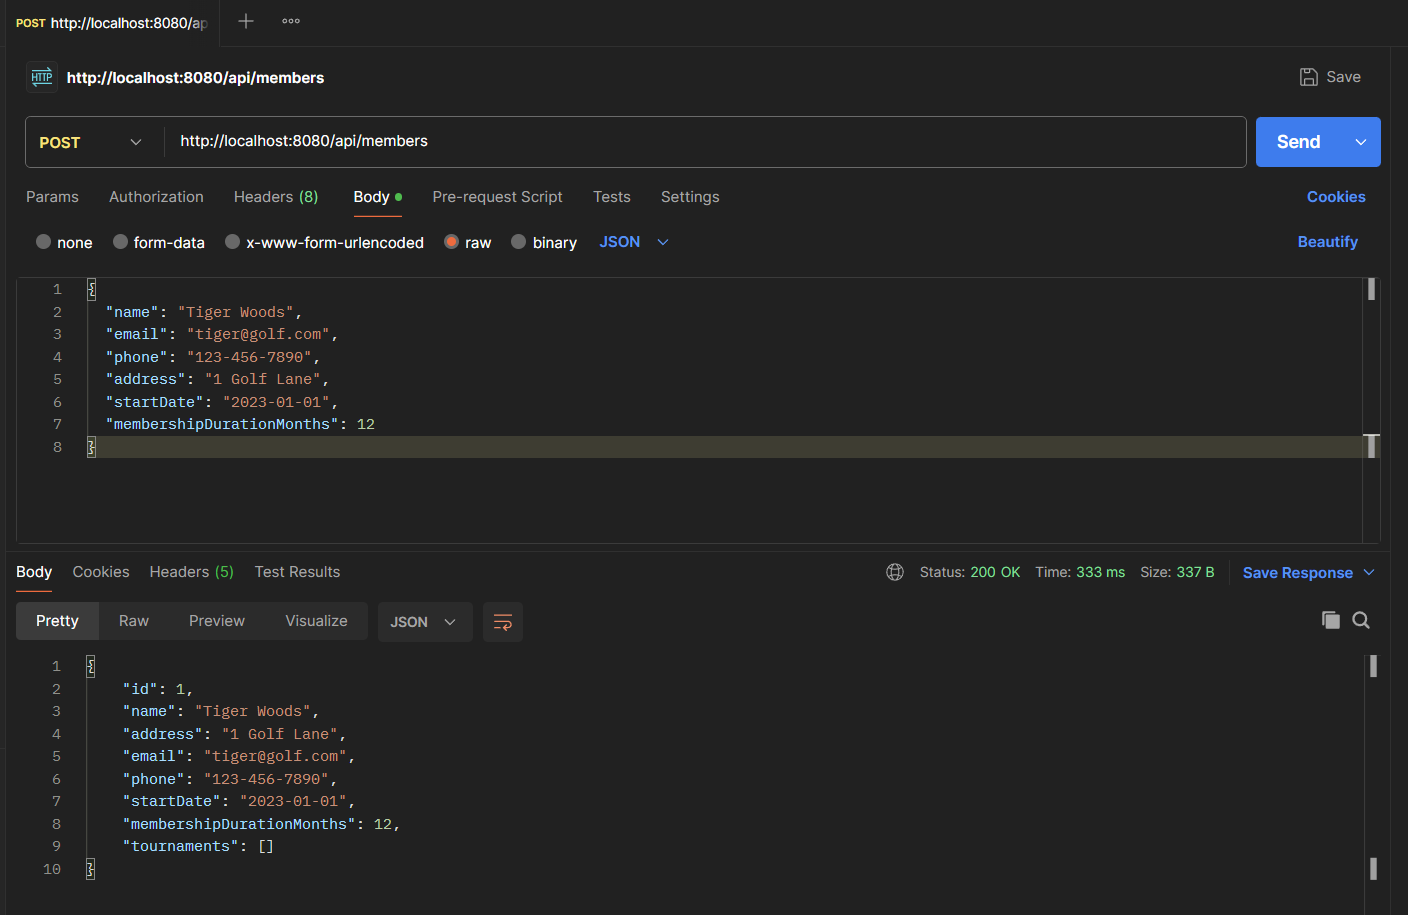 POST http://localhost:8080/ap
HTTP http://localhost:8080/api/members Save
POST http://localhost:8080/api/members Send
Params Authorization Headers (8) Body Pre-request Script Tests Settings Cookies
none form-data x-www-form-urlencoded raw binary JSON Beautify
1 {
2 "name": "Tiger Woods",
3 "email": "tiger@golf.com",
4 "phone": "123-456-7890",
5 "address": "1 Golf Lane",
6 "startDate": "2023-01-01",
7 "membershipDurationMonths": 12
8 }
Body Cookies Headers (5) Test Results Status: 200 OK Time: 333 ms Size: 337 B Save Response
Pretty Raw Preview Visualize JSON
1 {
2 "id": 1,
3 "name": "Tiger Woods",
4 "address": "1 Golf Lane",
5 "email": "tiger@golf.com",
6 "phone": "123-456-7890",
7 "startDate": "2023-01-01",
8 "membershipDurationMonths": 12,
9 "tournaments": []
10 }